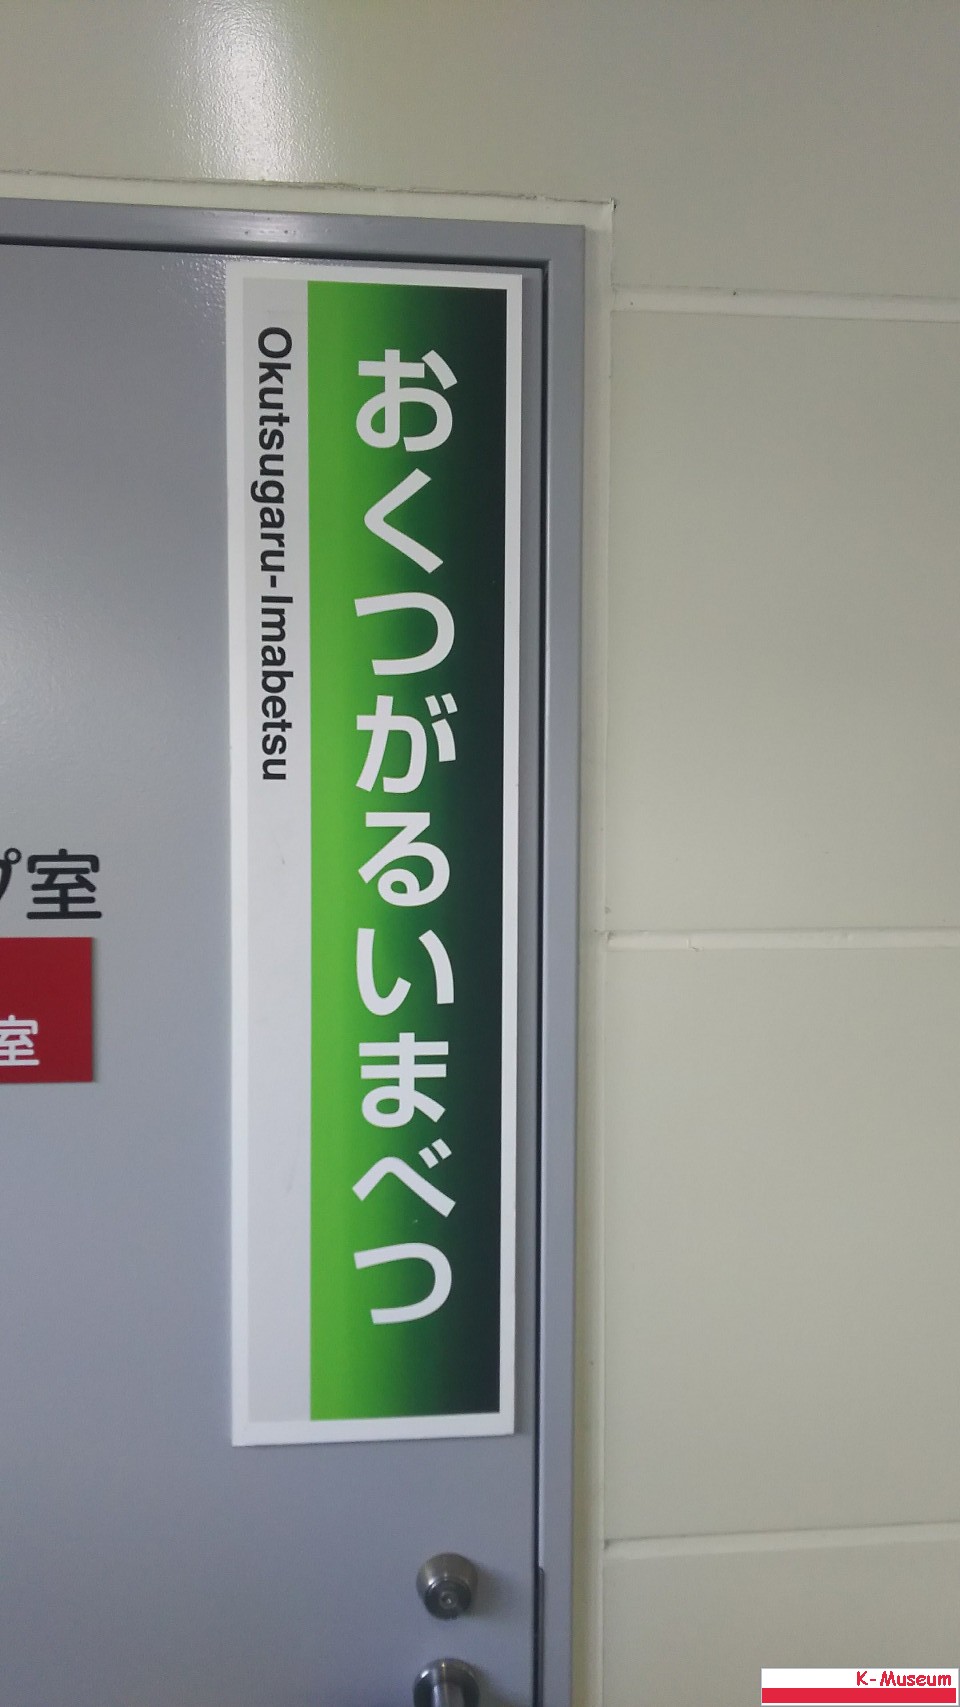 おくつがるいまべつ
Okutsugaru-Imabetsu
プ室
室
K-Museum